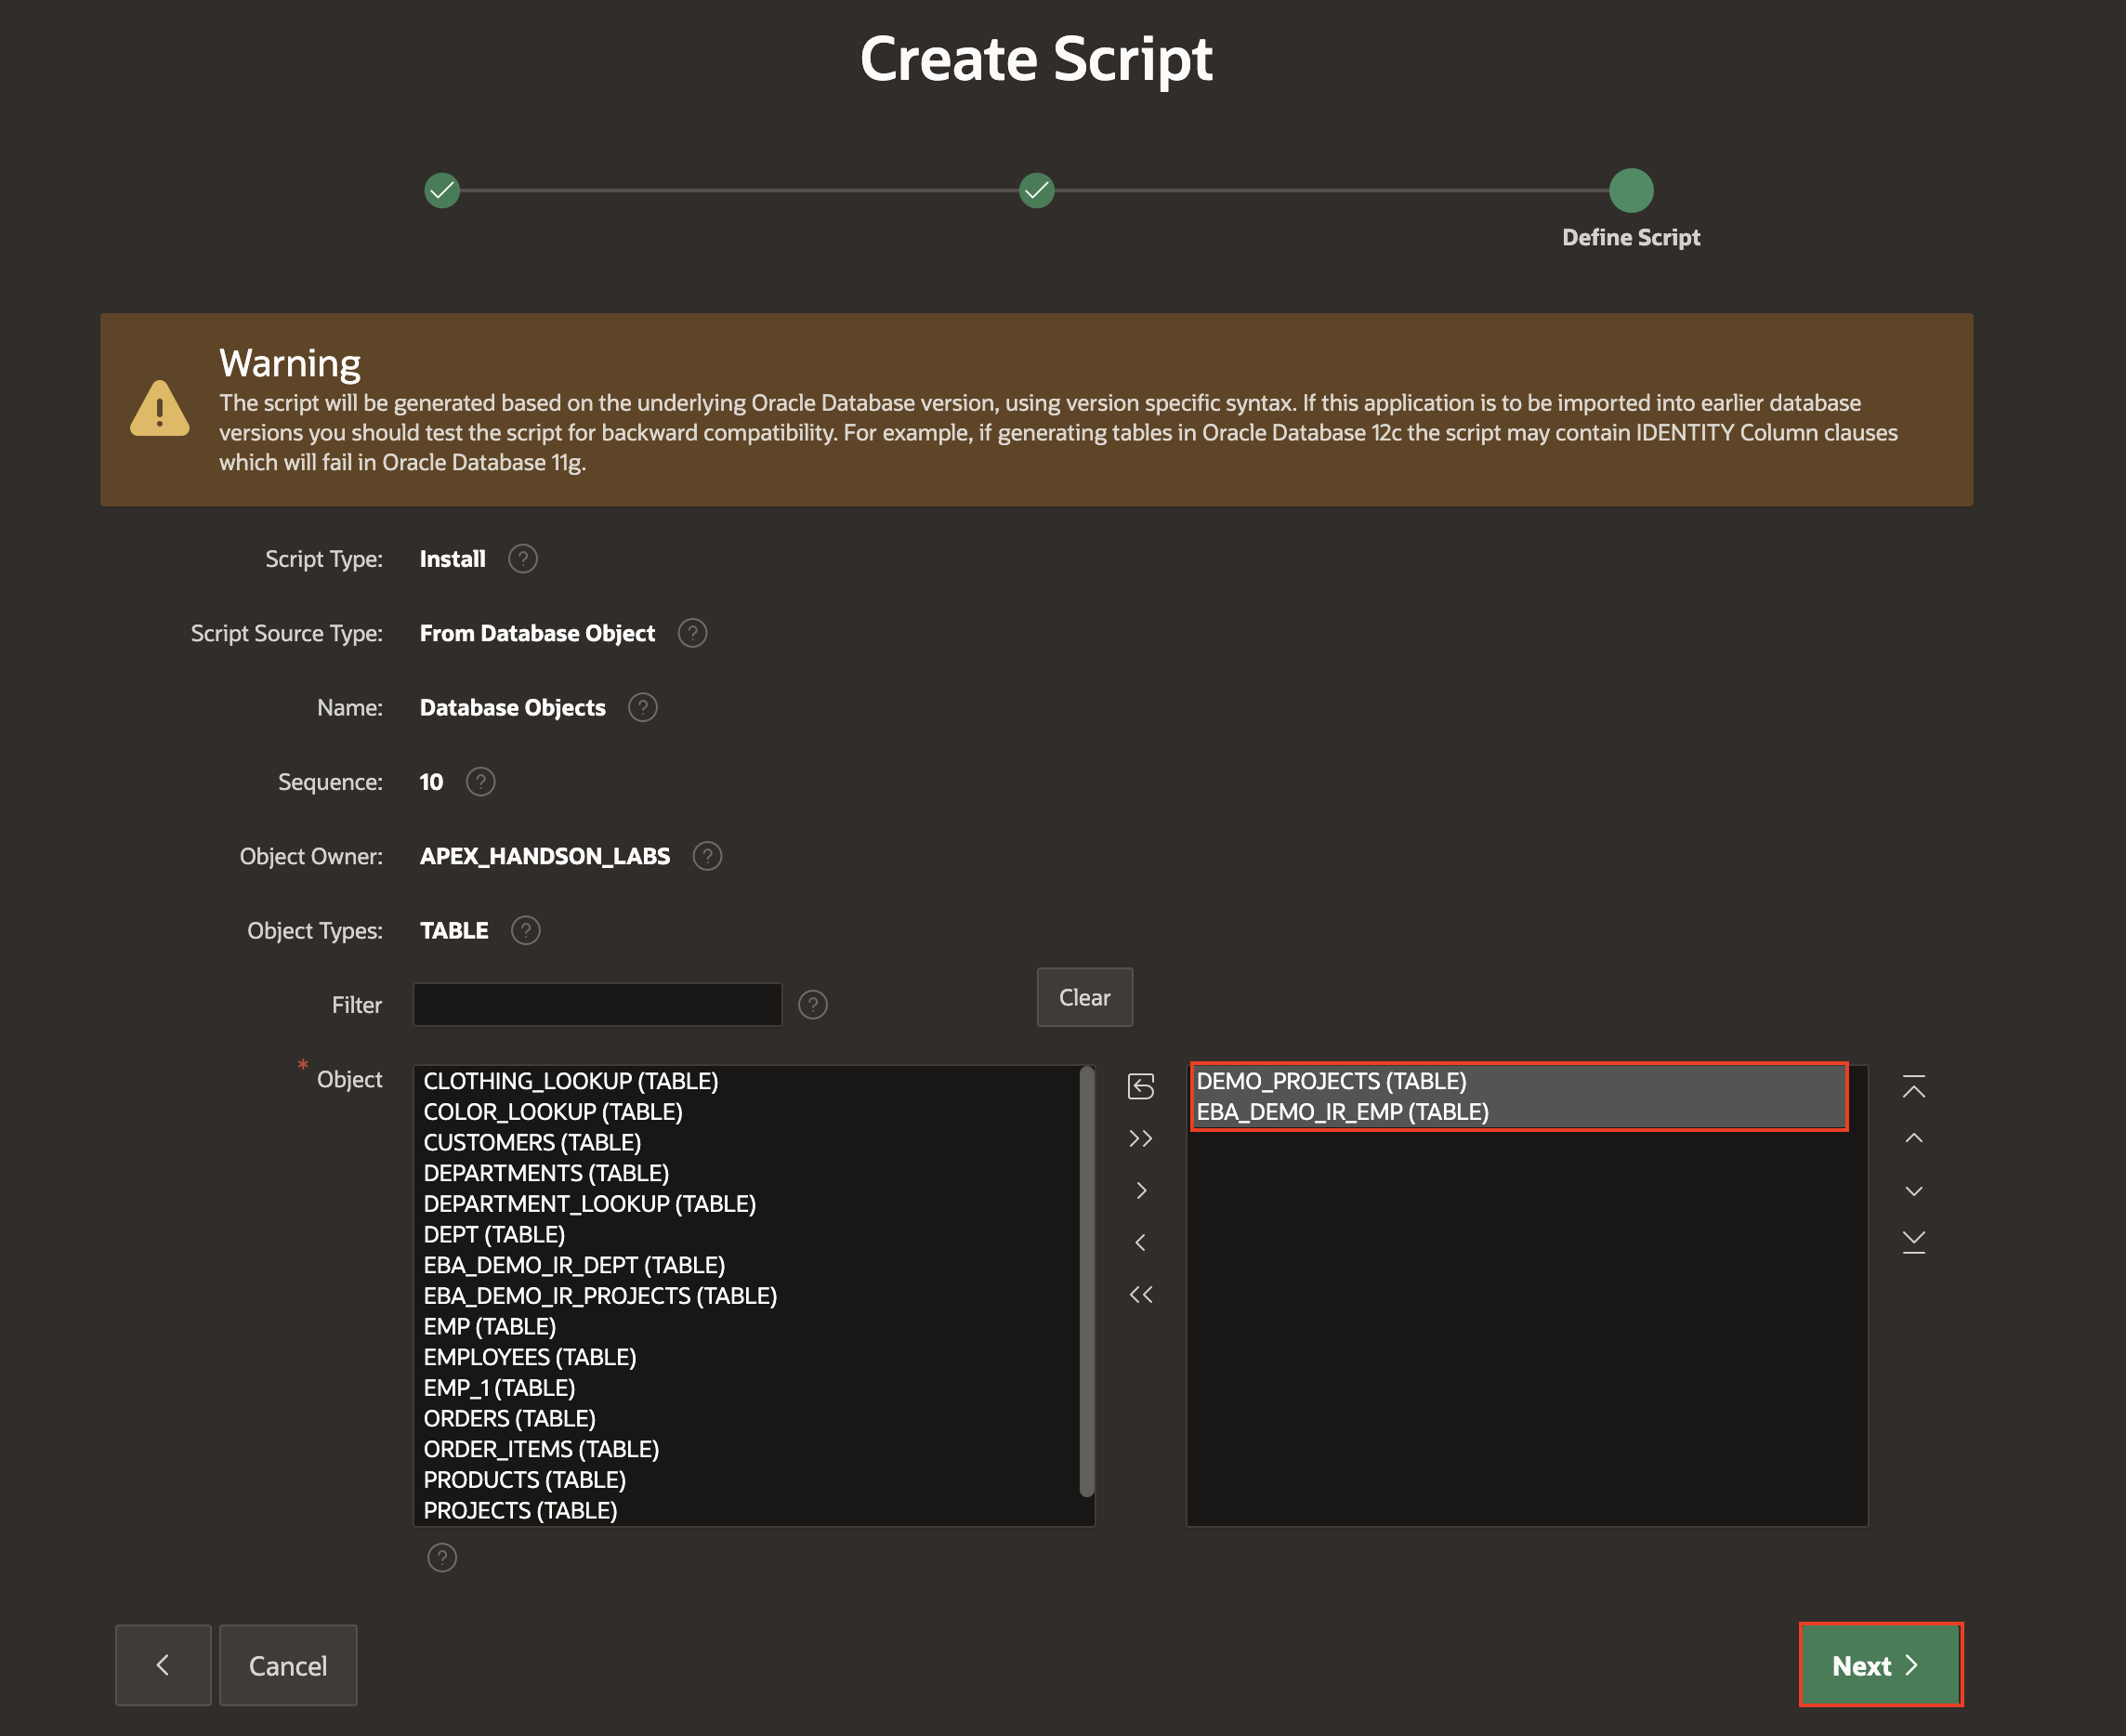 Create Script
Define Script
Warning
The script will be generated based on the underlying Oracle Database version, using version specific syntax. If this application is to be imported into earlier database
versions you should test the script for backward compatibility. For example, if generating tables in Oracle Database 12c the script may contain IDENTITY Column clauses
which will fail in Oracle Database 11g.
Script Type: Install ?
Script Source Type: From Database Object ?
Name: Database Objects ?
Sequence: 10 ?
Object Owner: APEX_HANDSON_LABS ?
Object Types: TABLE ?
Filter ? Clear
* Object
CLOTHING_LOOKUP (TABLE)
COLOR_LOOKUP (TABLE)
CUSTOMERS (TABLE)
DEPARTMENTS (TABLE)
DEPARTMENT_LOOKUP (TABLE)
DEPT (TABLE)
EBA_DEMO_IR_DEPT (TABLE)
EBA_DEMO_IR_PROJECTS (TABLE)
EMP (TABLE)
EMPLOYEES (TABLE)
EMP_1 (TABLE)
ORDERS (TABLE)
ORDER_ITEMS (TABLE)
PRODUCTS (TABLE)
PROJECTS (TABLE)
DEMO_PROJECTS (TABLE)
EBA_DEMO_IR_EMP (TABLE)
?
Cancel
Next